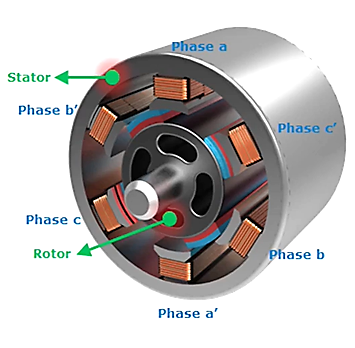 Phase a
Stator
Phase b’
Phase c’
Phase c
Rotor
Phase b
Phase a’